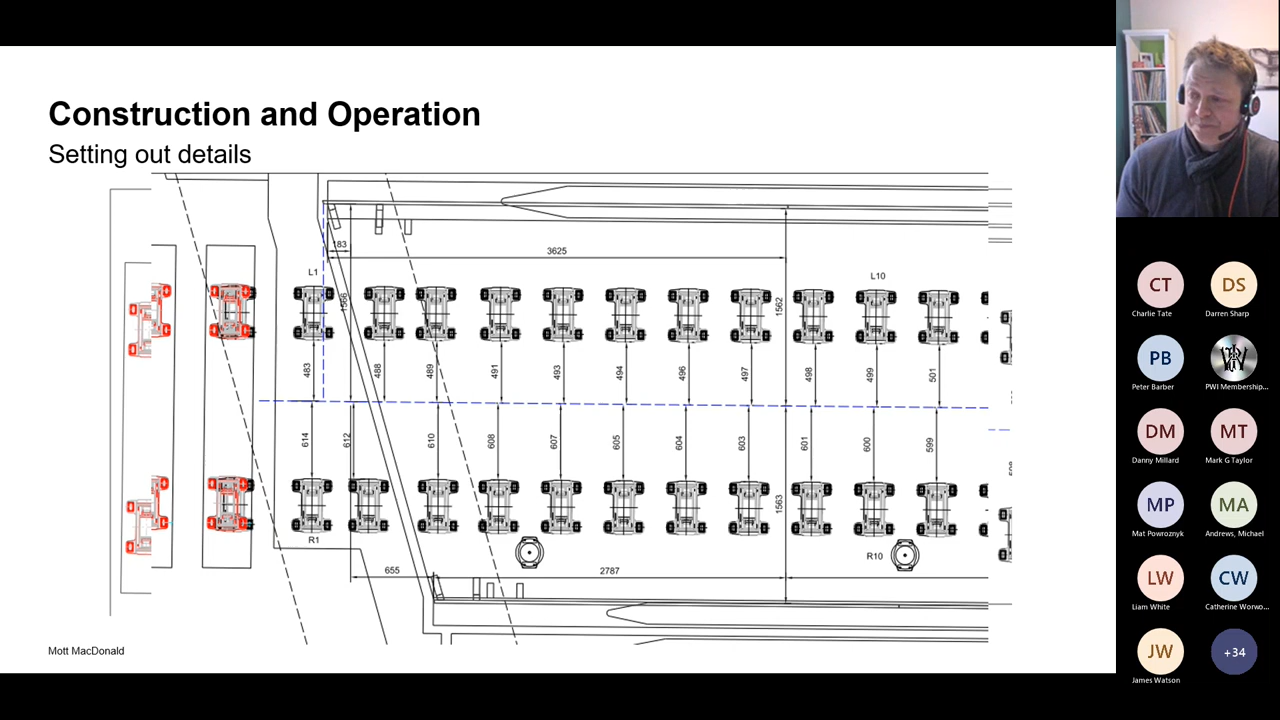 Construction and Operation
Setting out details
183
3625
L1
L10
1566
1562
483
488
489
491
493
494
496
497
498
499
501
614
612
610
608
607
605
604
603
601
600
599
1563
R1
R10
655
2787
Mott MacDonald
CT
DS
Charlie Tate
Darren Sharp
PB
Peter Barber
PWI Membership...
DM
MT
Danny Millard
Mark G Taylor
MP
MA
Mat Powroznyk
Andrews, Michael
LW
CW
Liam White
Catherine Worwo...
JW
+34
James Watson